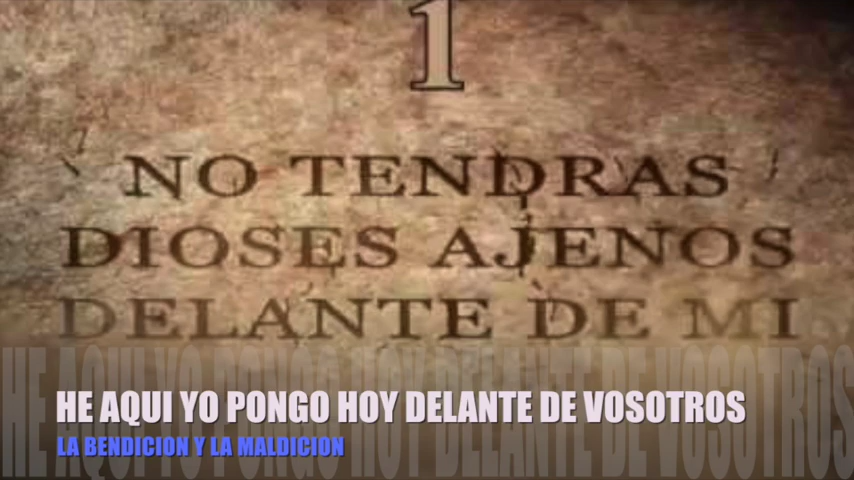 1
NO TENDRAS
DIOSES AJENOS
DELANTE DE MI
HE AQUI YO PONGO HOY DELANTE DE VOSOTROS
HE AQUI YO PONGO HOY DELANTE DE VOSOTROS
LA BENDICION Y LA MALDICION